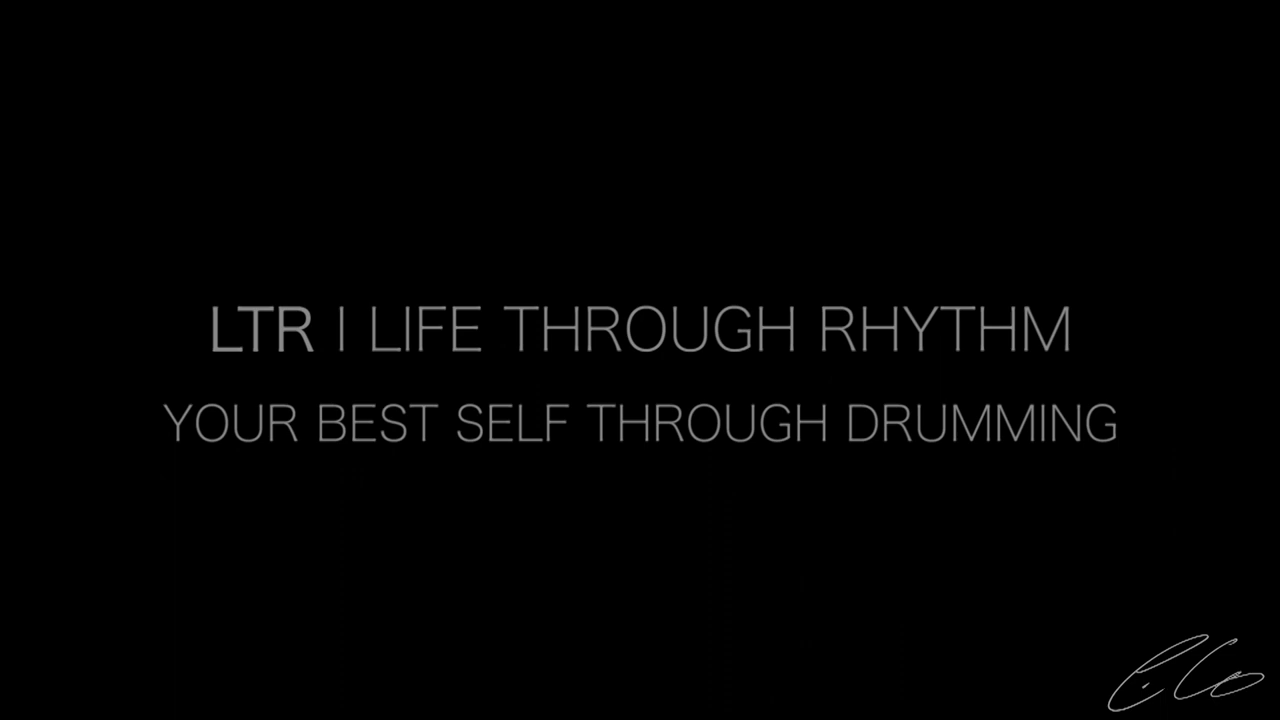 LTR | LIFE THROUGH RHYTHM
YOUR BEST SELF THROUGH DRUMMING